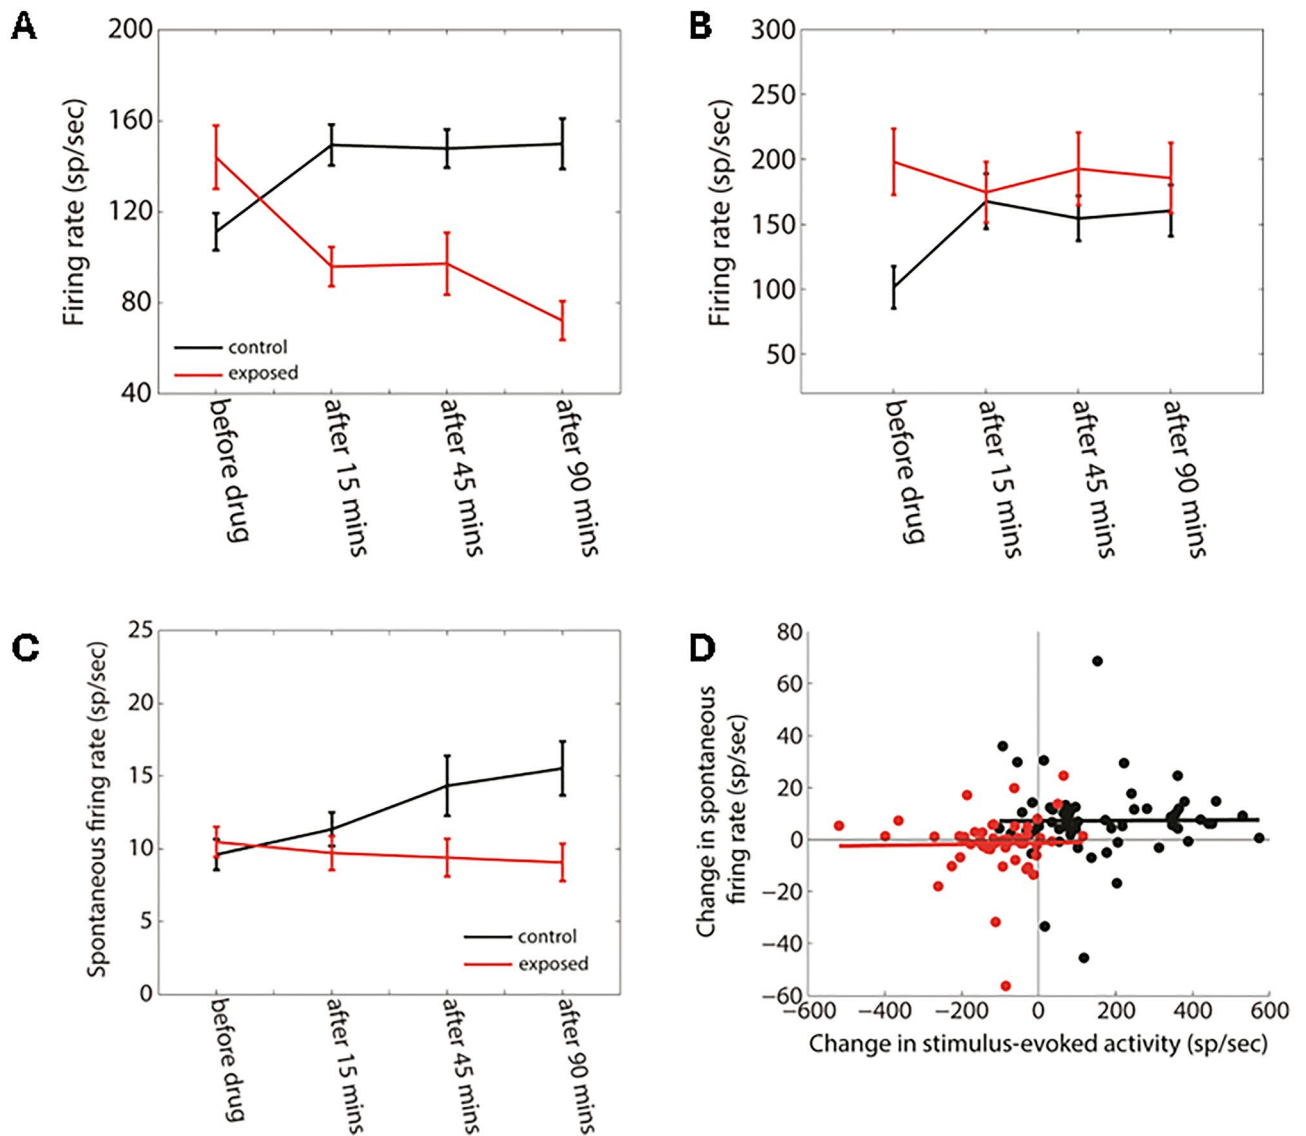 A
200
160
120
80
40
Firing rate (sp/sec)
control
exposed
before drug
after 15 mins
after 45 mins
after 90 mins
B
300
250
200
150
100
50
Firing rate (sp/sec)
before drug
after 15 mins
after 45 mins
after 90 mins
C
25
20
15
10
5
0
Spontaneous firing rate (sp/sec)
control
exposed
before drug
after 15 mins
after 45 mins
after 90 mins
D
80
60
40
20
0
−20
−40
−60
Change in spontaneous
firing rate (sp/sec)
−600 −400 −200 0 200 400 600
Change in stimulus-evoked activity (sp/sec)